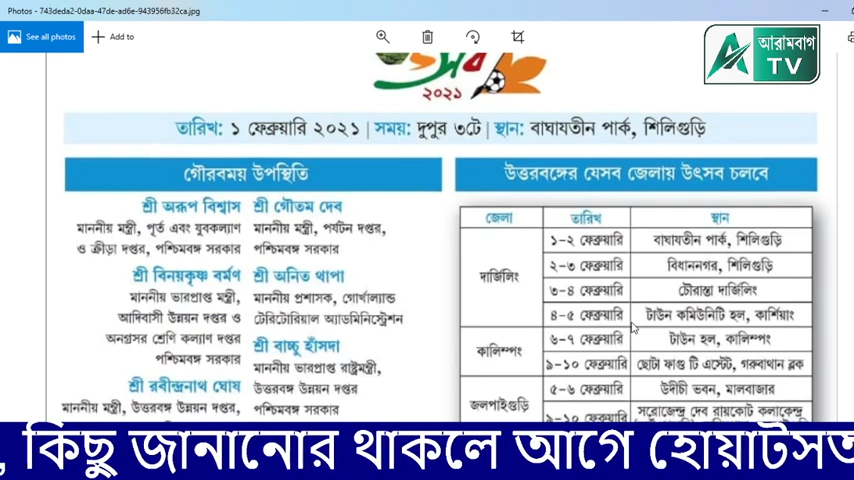 Photos - 743deda2-0daa-47de-ad6e-943956fb32ca.jpg
See all photos
Add to
আরামবাগ
TV
২০২১
তারিখ: ১ ফেব্রুয়ারি ২০২১ | সময়: দুপুর ৩টে | স্থান: বাঘাযতীন পার্ক, শিলিগুড়ি
গৌরবময় উপস্থিতি
শ্রী অরূপ বিশ্বাস
মাননীয় মন্ত্রী, পূর্ত এবং যুবকল্যাণ
ও ক্রীড়া দপ্তর, পশ্চিমবঙ্গ সরকার
শ্রী বিনয়কৃষ্ণ বর্মণ
মাননীয় ভারপ্রাপ্ত মন্ত্রী,
আদিবাসী উন্নয়ন দপ্তর ও
অনগ্রসর শ্রেণি কল্যাণ দপ্তর
পশ্চিমবঙ্গ সরকার
শ্রী রবীন্দ্রনাথ ঘোষ
মাননীয় মন্ত্রী, উত্তরবঙ্গ উন্নয়ন দপ্তর,
শ্রী গৌতম দেব
মাননীয় মন্ত্রী, পর্যটন দপ্তর,
পশ্চিমবঙ্গ সরকার
শ্রী অনিত থাপা
মাননীয় প্রশাসক, গোর্খাল্যান্ড
টেরিটোরিয়াল অ্যাডমিনিস্ট্রেশন
শ্রী বাচ্চু হাঁসদা
মাননীয় ভারপ্রাপ্ত রাষ্ট্রমন্ত্রী,
উত্তরবঙ্গ উন্নয়ন দপ্তর
পশ্চিমবঙ্গ সরকার
উত্তরবঙ্গের যেসব জেলায় উৎসব চলবে
জেলা তারিখ স্থান
দার্জিলিং ১-২ ফেব্রুয়ারি বাঘাযতীন পার্ক, শিলিগুড়ি
২-৩ ফেব্রুয়ারি বিধাননগর, শিলিগুড়ি
৩-৪ ফেব্রুয়ারি চৌরাস্তা দার্জিলিং
৪-৫ ফেব্রুয়ারি টাউন কমিউনিটি হল, কার্শিয়াং
কালিম্পং ৬-৭ ফেব্রুয়ারি টাউন হল, কালিম্পং
৯-১০ ফেব্রুয়ারি ছোটা ফাগু টি এস্টেট, গরুবাথান ব্লক
জলপাইগুড়ি ৫-৬ ফেব্রুয়ারি উদীচী ভবন, মালবাজার
৯-১০ ফেব্রুয়ারি সরোজেন্দ্র দেব রায়কোট কলাকেন্দ্র
, কিছু জানানোর থাকলে আগে হোয়াটসঅ